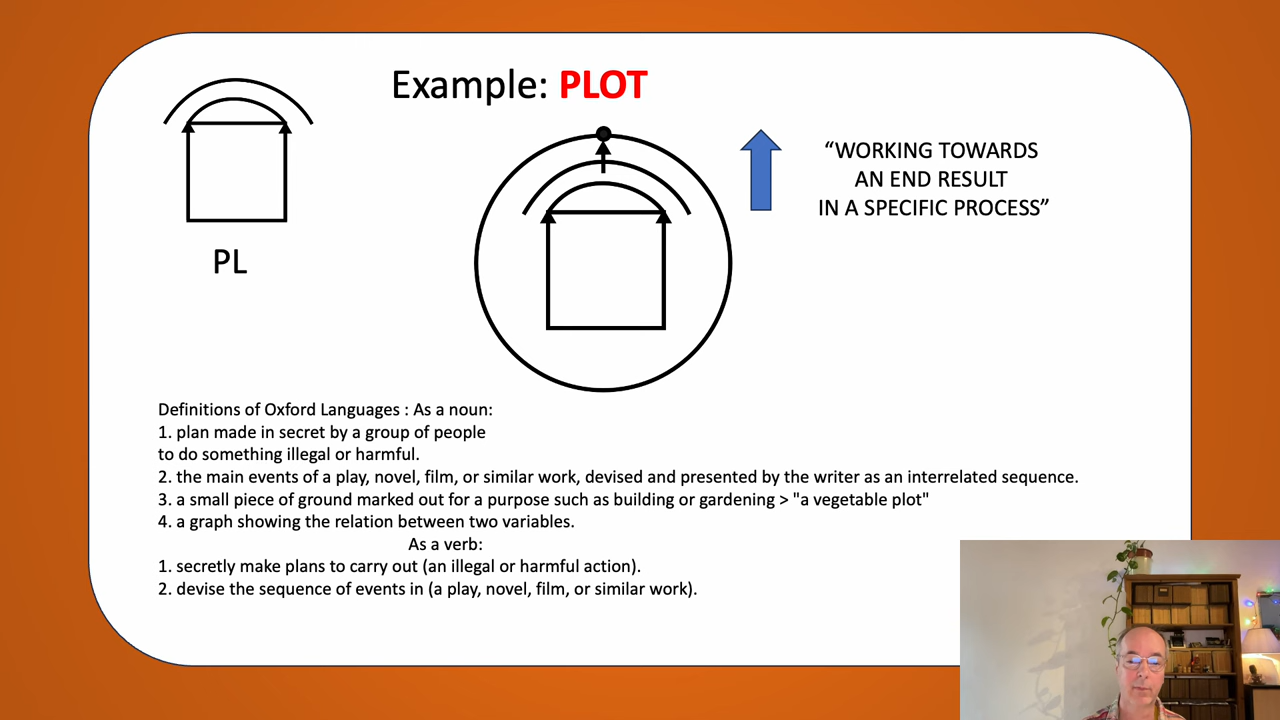 Example: PLOT
“WORKING TOWARDS
AN END RESULT
IN A SPECIFIC PROCESS”
PL
Definitions of Oxford Languages : As a noun:
1. plan made in secret by a group of people
to do something illegal or harmful.
2. the main events of a play, novel, film, or similar work, devised and presented by the writer as an interrelated sequence.
3. a small piece of ground marked out for a purpose such as building or gardening > "a vegetable plot"
4. a graph showing the relation between two variables.
As a verb:
1. secretly make plans to carry out (an illegal or harmful action).
2. devise the sequence of events in (a play, novel, film, or similar work).